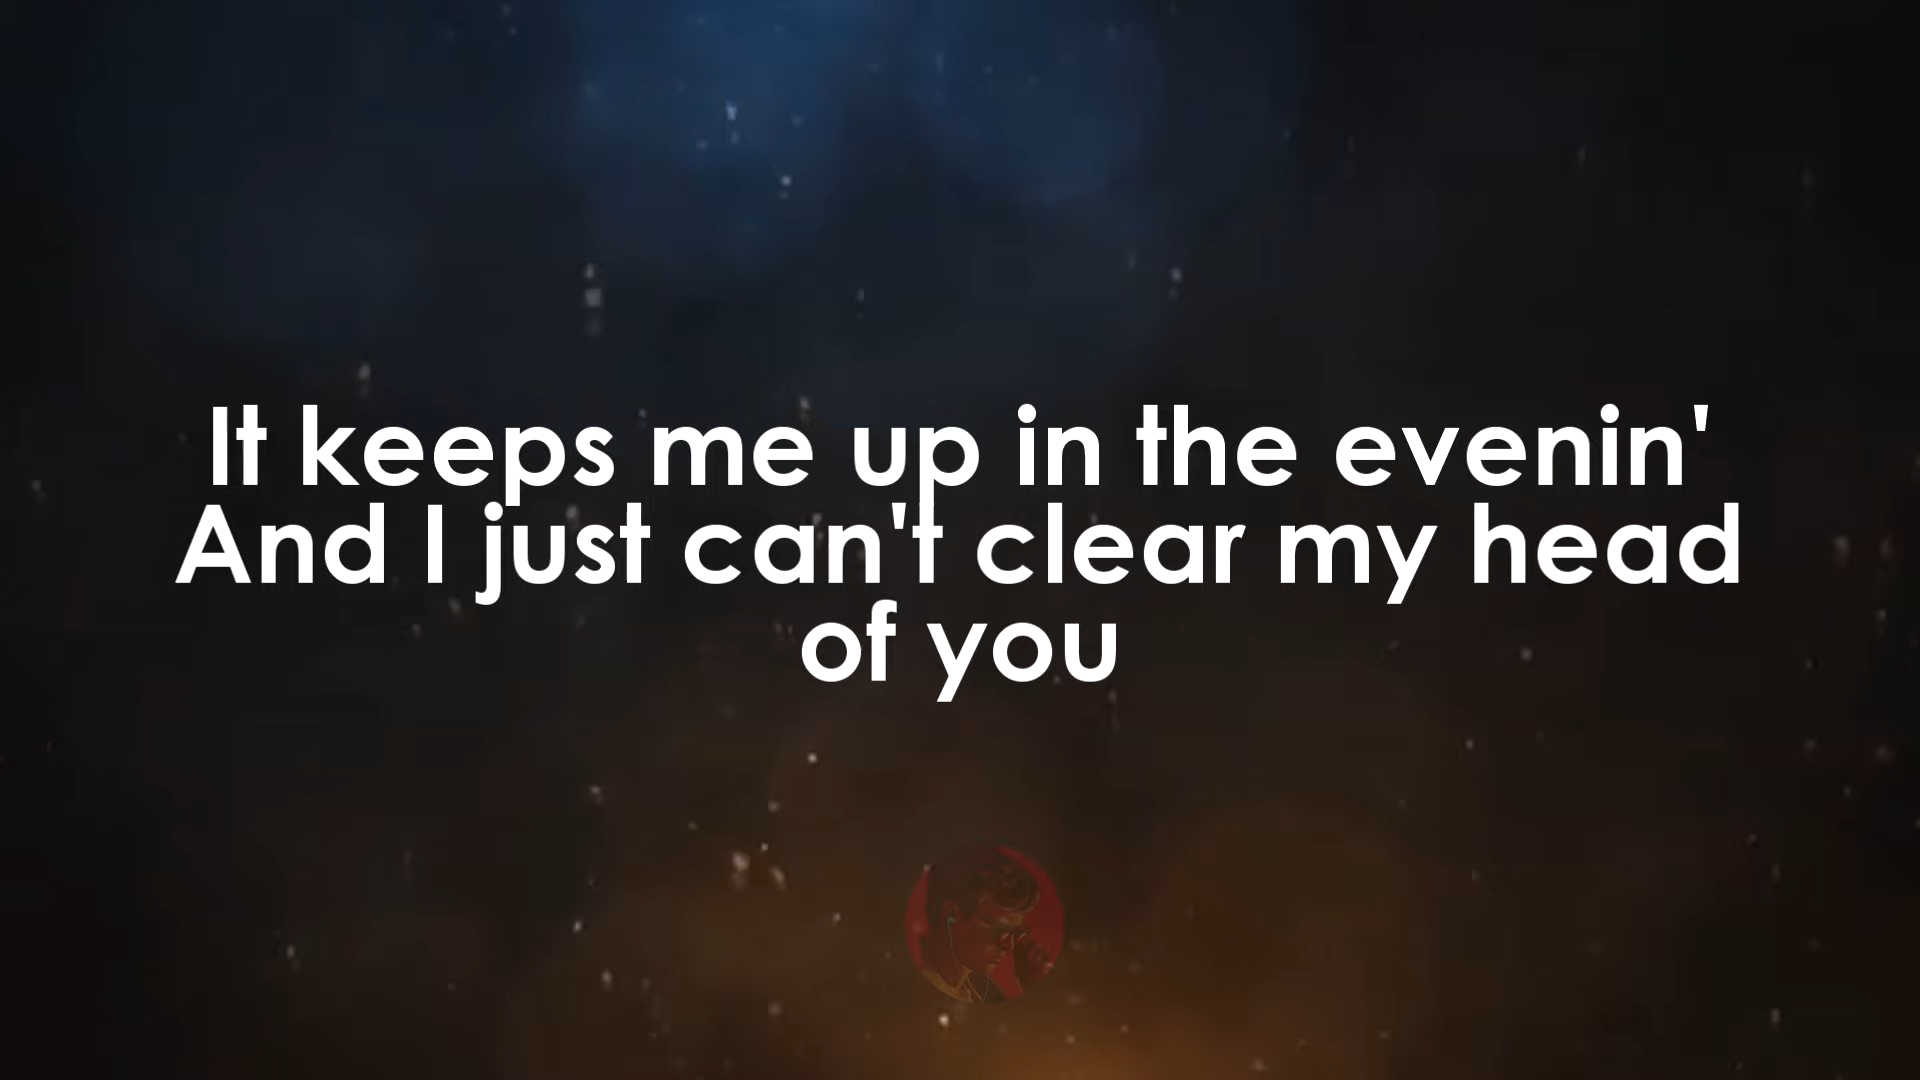 It keeps me up in the evenin'
And I just can't clear my head
of you